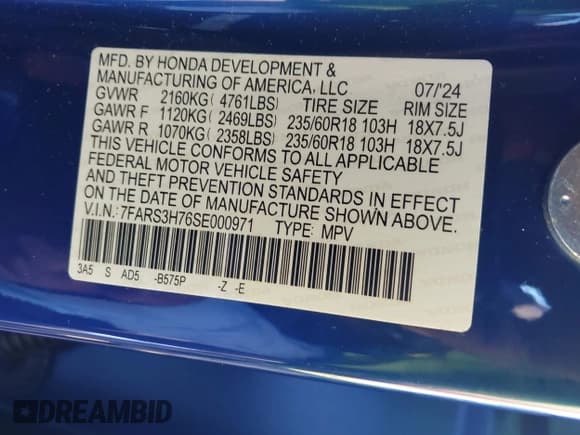 MFD. BY HONDA DEVELOPMENT &
MANUFACTURING OF AMERICA, LLC 07/'24
GVWR 2160KG( 4761LBS) TIRE SIZE RIM SIZE
GAWR F 1120KG( 2469LBS) 235/60R18 103H 18X7.5J
GAWR R 1070KG( 2358LBS) 235/60R18 103H 18X7.5J
THIS VEHICLE CONFORMS TO ALL APPLICABLE
FEDERAL MOTOR VEHICLE SAFETY
AND THEFT PREVENTION STANDARDS IN EFFECT
ON THE DATE OF MANUFACTURE SHOWN ABOVE.
V.I.N.:7FARS3H76SE000971 TYPE: MPV
3A5 S AD5 -B575P -Z -E
DREAMBID